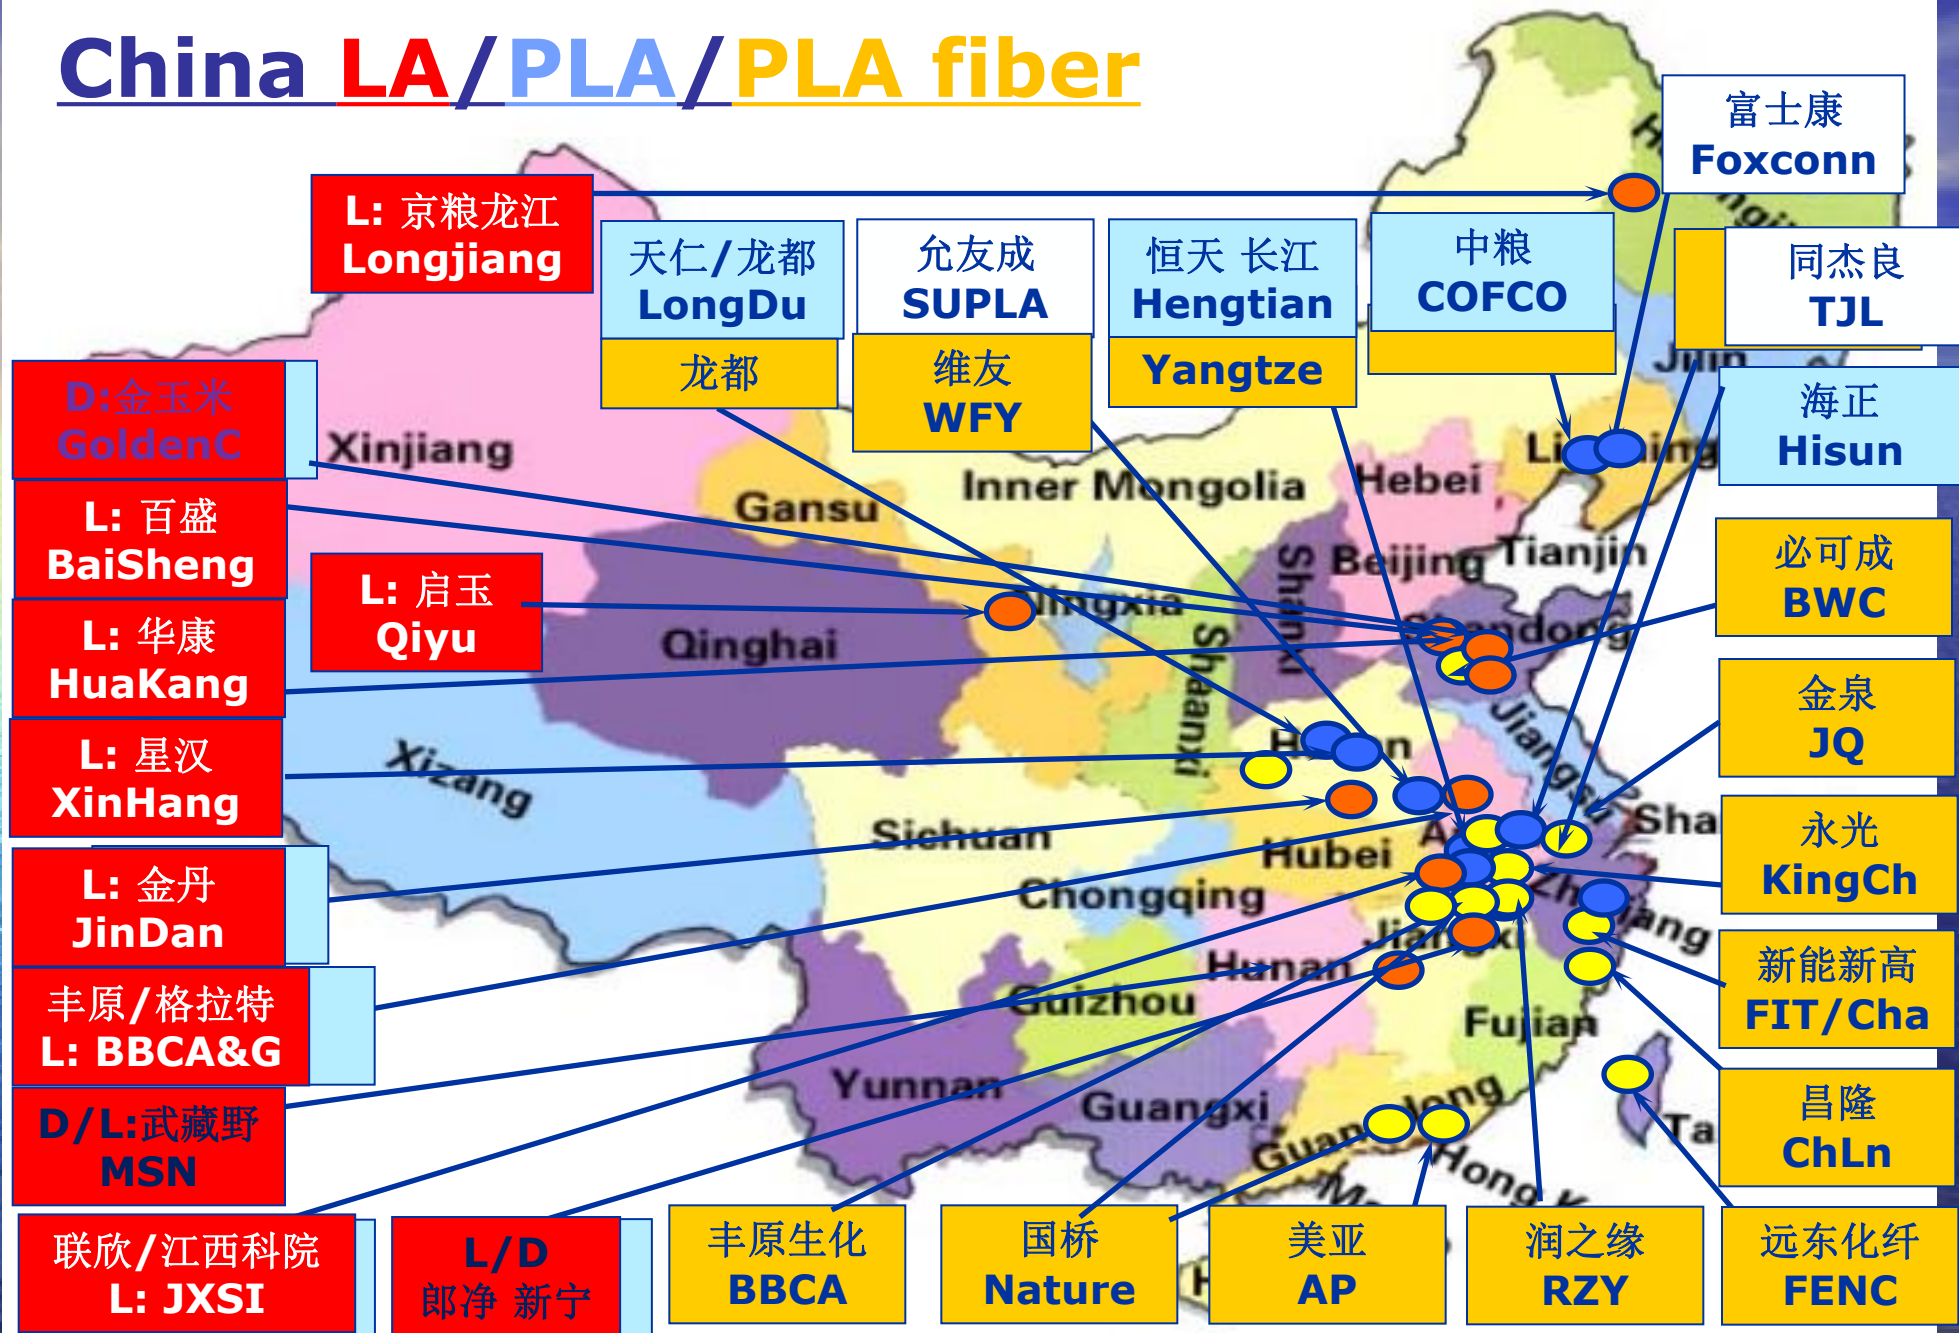 China LA/PLA/PLA fiber
富士康
Foxconn
L: 京粮龙江
Longjiang
天仁/龙都
LongDu
龙都
允友成
SUPLA
维友
WFY
恒天 长江
Hengtian
Yangtze
中粮
COFCO
同杰良
TJL
海正
Hisun
D:金玉米
GoldenC
L: 百盛
BaiSheng
L: 启玉
Qiyu
L: 华康
HuaKang
L: 星汉
XinHang
L: 金丹
JinDan
丰原/格拉特
L: BBCA&G
D/L:武藏野
MSN
联欣/江西科院
L: JXSI
L/D
郎净 新宁
丰原生化
BBCA
国桥
Nature
美亚
AP
润之缘
RZY
远东化纤
FENC
必可成
BWC
金泉
JQ
永光
KingCh
新能新高
FIT/Cha
昌隆
ChLn
Xinjiang
Gansu
Inner Mongolia
Hebei
Jilin
Beijing
Tianjin
Ningxia
Shanxi
Shaanxi
Qinghai
Shandong
Jiangsu
Xizang
Sichuan
Hubei
Chongqing
Sha
Hunan
Guizhou
Fujian
Yunnan
Guangxi
Hong K
Ta